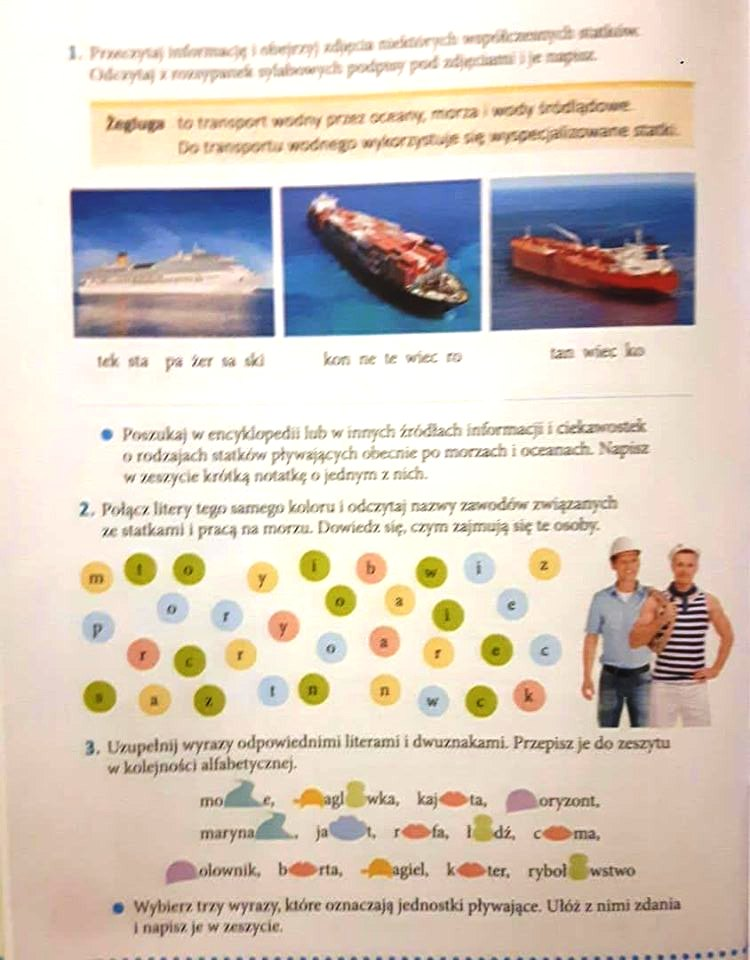 1. Przeczytaj informację i obejrzyj zdjęcia niektórych współczesnych statków.
Odczytaj z rozsypanek sylabowych podpisy pod zdjęciami i je napisz.
Żegluga to transport wodny przez oceany, morza i wody śródlądowe.
Do transportu wodnego wykorzystuje się wyspecjalizowane statki.
tek sta pa żer sa ski
kon ne te wiec ro
tan wiec ko
Poszukaj w encyklopedii lub w innych źródłach informacji i ciekawostek
o rodzajach statków pływających obecnie po morzach i oceanach. Napisz
w zeszycie krótką notatkę o jednym z nich.
2. Połącz litery tego samego koloru i odczytaj nazwy zawodów związanych
ze statkami i pracą na morzu. Dowiedz się, czym zajmują się te osoby.
m t o y i b w i z
p o r y o o a l e
r c r o a r e c
s a z t n n w c k
3. Uzupełnij wyrazy odpowiednimi literami i dwuznakami. Przepisz je do zeszytu
w kolejności alfabetycznej.
mo e, agl wka, kaj ta, oryzont,
maryna , ja t, r fa, ł dź, c ma,
olownik, b rta, agiel, k ter, ryboł wstwo
Wybierz trzy wyrazy, które oznaczają jednostki pływające. Ułóż z nimi zdania
i napisz je w zeszycie.